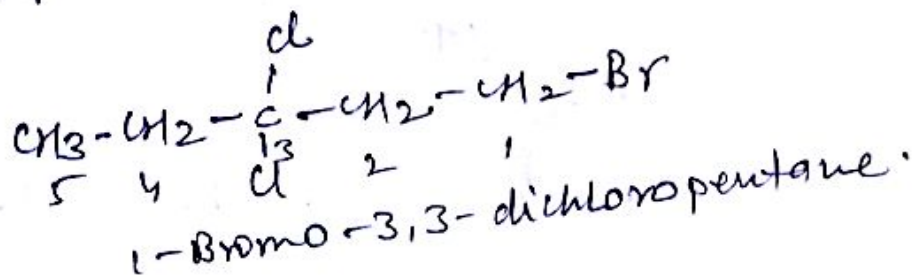 Cl
CH3-CH2-C-CH2-CH2-Br
5 4 3 2 1
Cl
1-Bromo-3,3-dichloropentane.